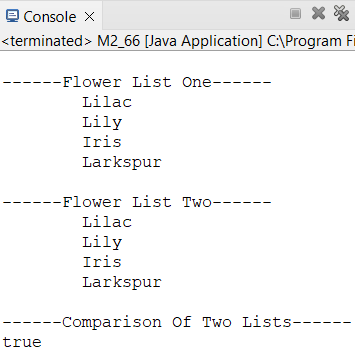 Console
<terminated> M2_66 [Java Application] C:\Program Fi
------Flower List One------
Lilac
Lily
Iris
Larkspur
------Flower List Two------
Lilac
Lily
Iris
Larkspur
------Comparison Of Two Lists------
true